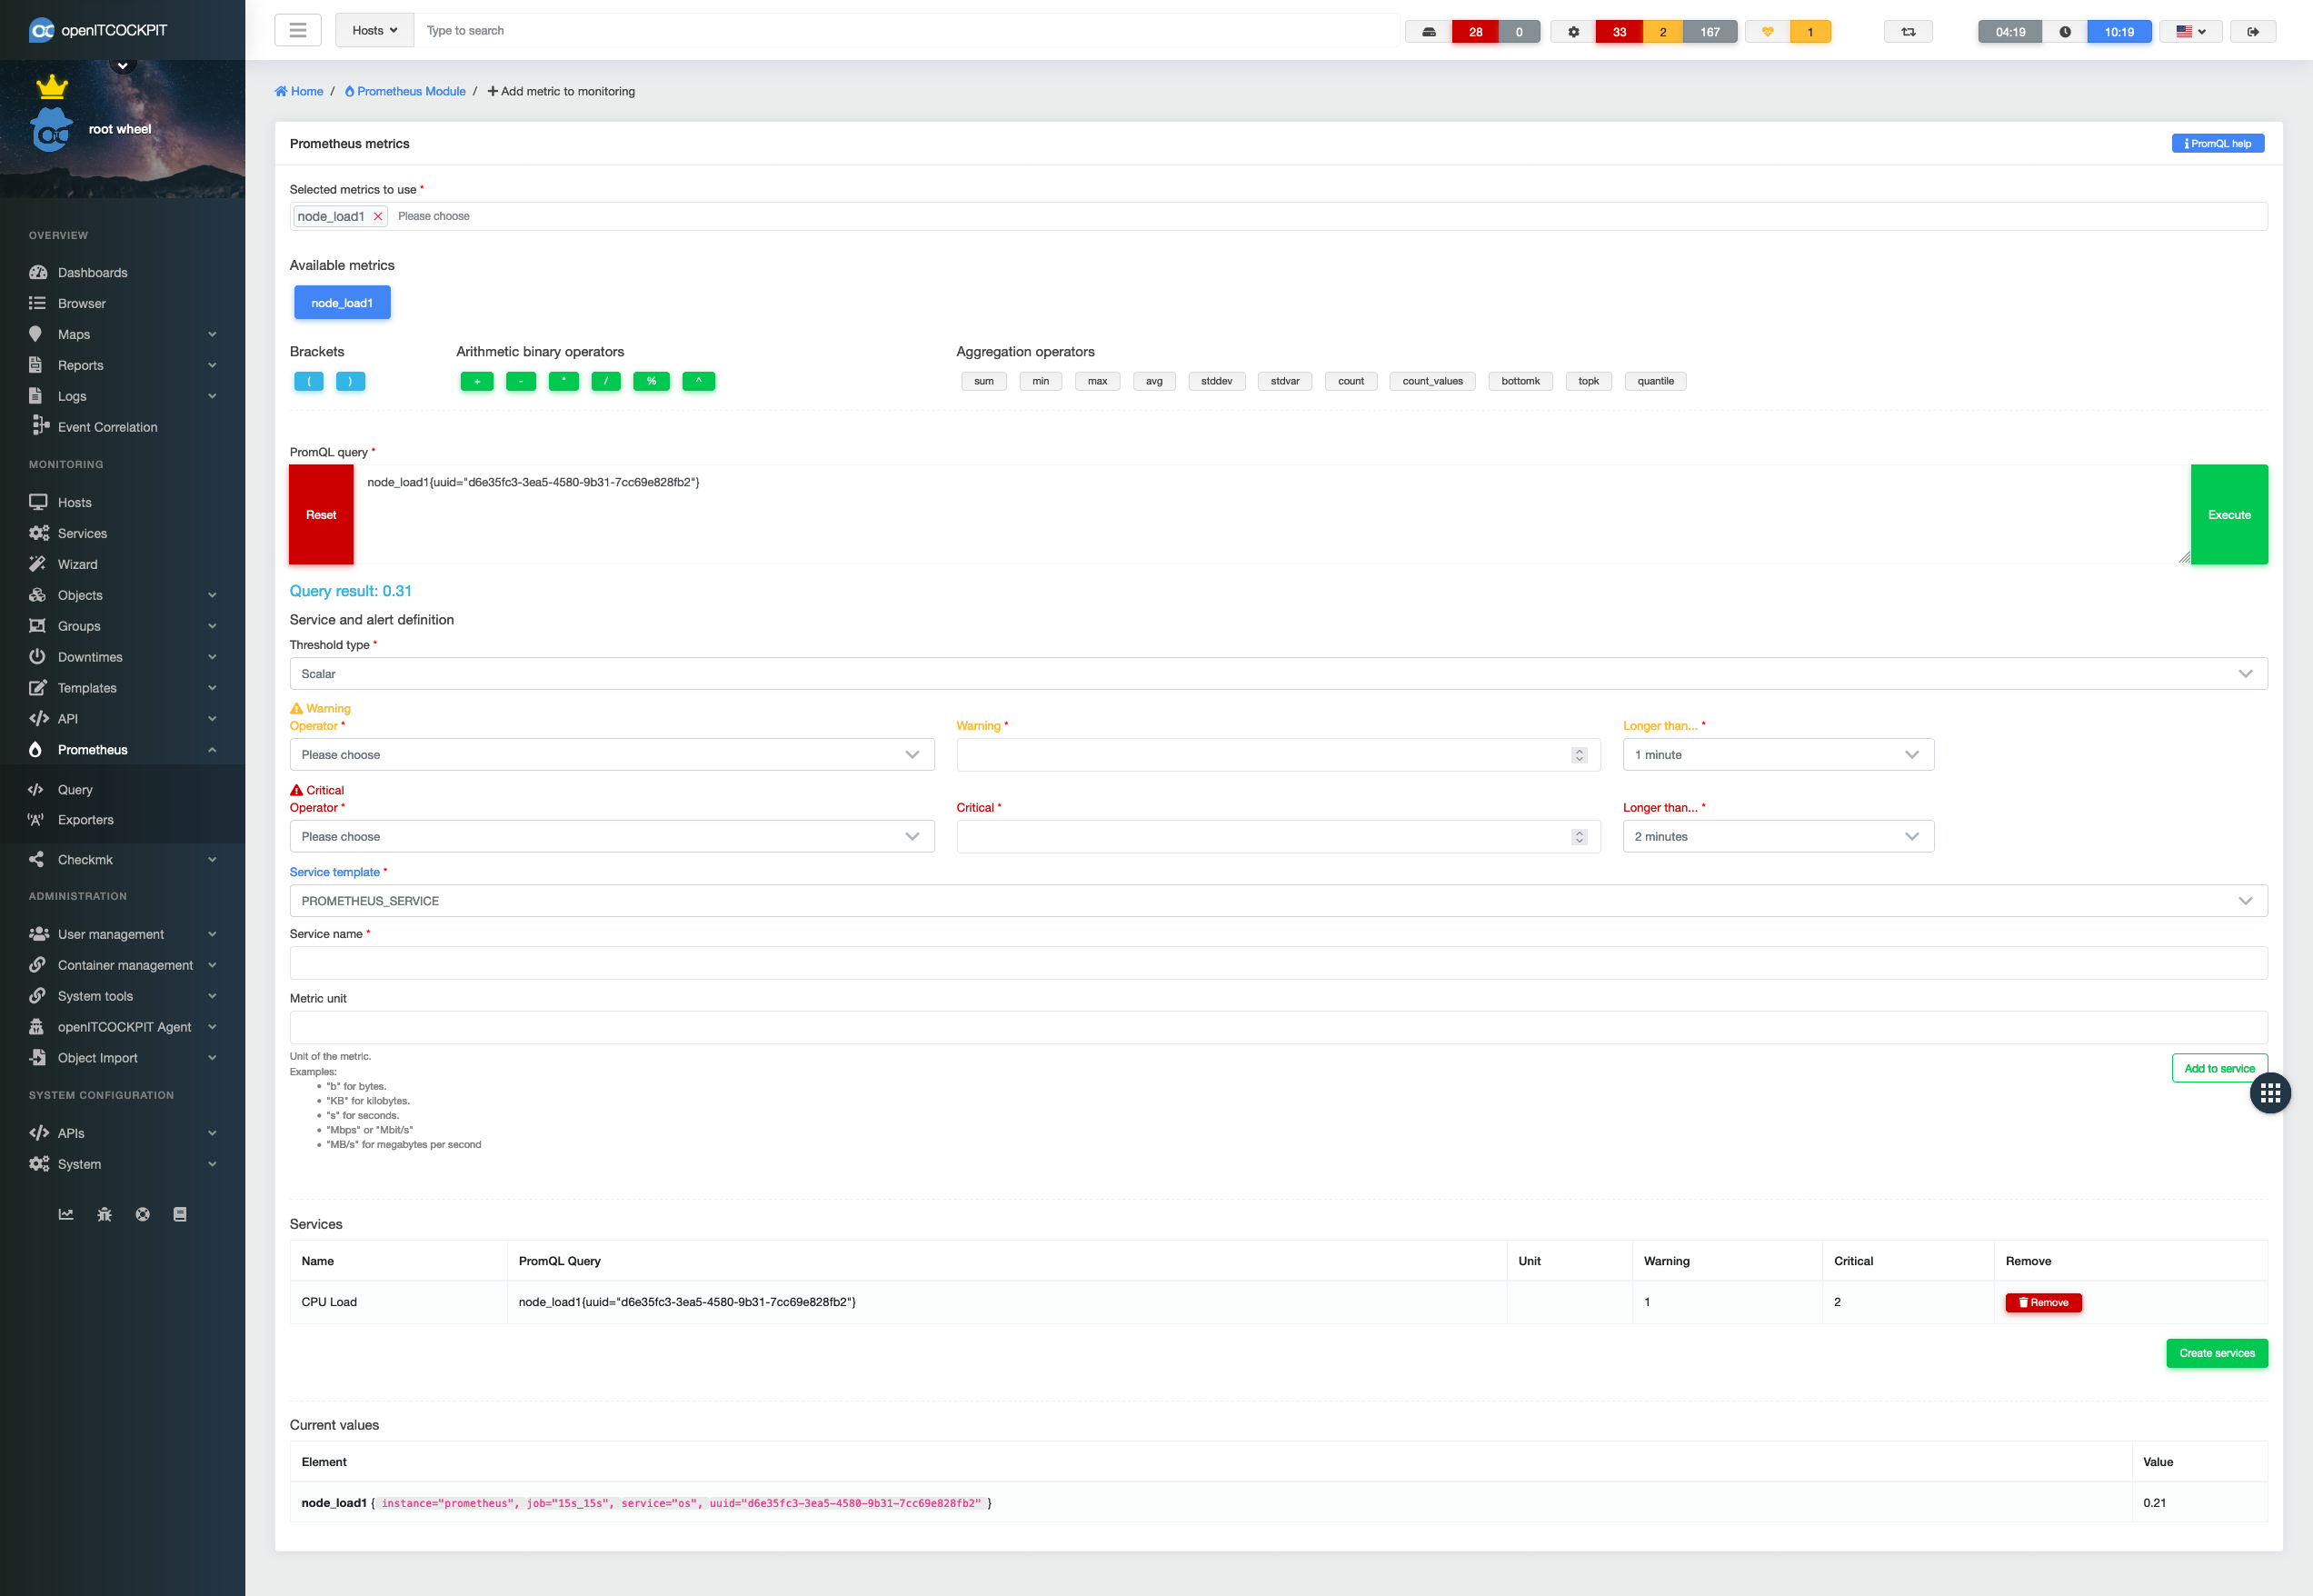 openITCOCKPIT
Hosts
Type to search
28
0
33
2
167
1
04:19
10:19
root wheel
OVERVIEW
Dashboards
Browser
Maps
Reports
Logs
Event Correlation
MONITORING
Hosts
Services
Wizard
Objects
Groups
Downtimes
Templates
API
Prometheus
Query
Exporters
Checkmk
ADMINISTRATION
User management
Container management
System tools
openITCOCKPIT Agent
Object Import
SYSTEM CONFIGURATION
APIs
System
Home / Prometheus Module / Add metric to monitoring
Prometheus metrics
PromQL help
Selected metrics to use *
node_load1 Please choose
Available metrics
node_load1
Brackets
( )
Arithmetic binary operators
+ - * / % ^
Aggregation operators
sum min max avg stddev stdvar count count_values bottomk topk quantile
PromQL query *
Reset
node_load1{uuid="d6e35fc3-3ea5-4580-9b31-7cc69e828fb2"}
Execute
Query result: 0.31
Service and alert definition
Threshold type *
Scalar
Warning
Operator * Warning * Longer than... *
Please choose 1 minute
Critical
Operator * Critical * Longer than... *
Please choose 2 minutes
Service template *
PROMETHEUS_SERVICE
Service name *
Metric unit
Unit of the metric.
Examples:
• "b" for bytes.
• "KB" for kilobytes.
• "s" for seconds.
• "Mbps" or "Mbit/s"
• "MB/s" for megabytes per second
Add to service
Services
Name PromQL Query Unit Warning Critical Remove
CPU Load node_load1{uuid="d6e35fc3-3ea5-4580-9b31-7cc69e828fb2"} 1 2 Remove
Create services
Current values
Element Value
node_load1 { instance="prometheus", job="15s_15s", service="os", uuid="d6e35fc3-3ea5-4580-9b31-7cc69e828fb2" } 0.21